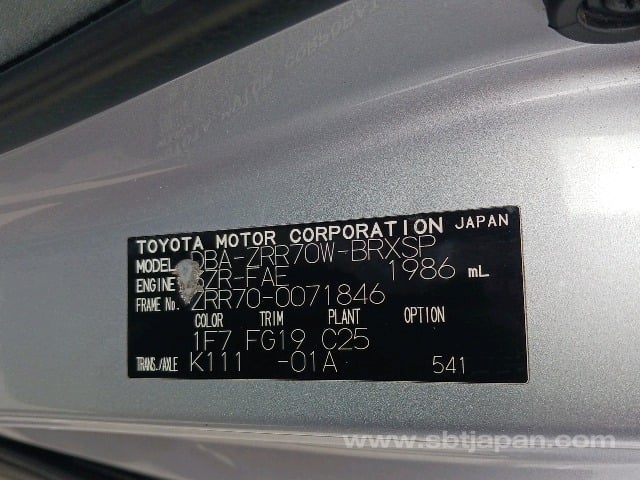 TOYOTA MOTOR CORPORATION JAPAN
MODEL DBA-ZRR70W-BRXSP
ENGINE 3ZR-FAE 1986 mL
FRAME No. ZRR70-0071846
COLOR TRIM PLANT OPTION
1F7 FG19 C25
TRANS./AXLE K111 -01A 541
www.sbtjapan.com